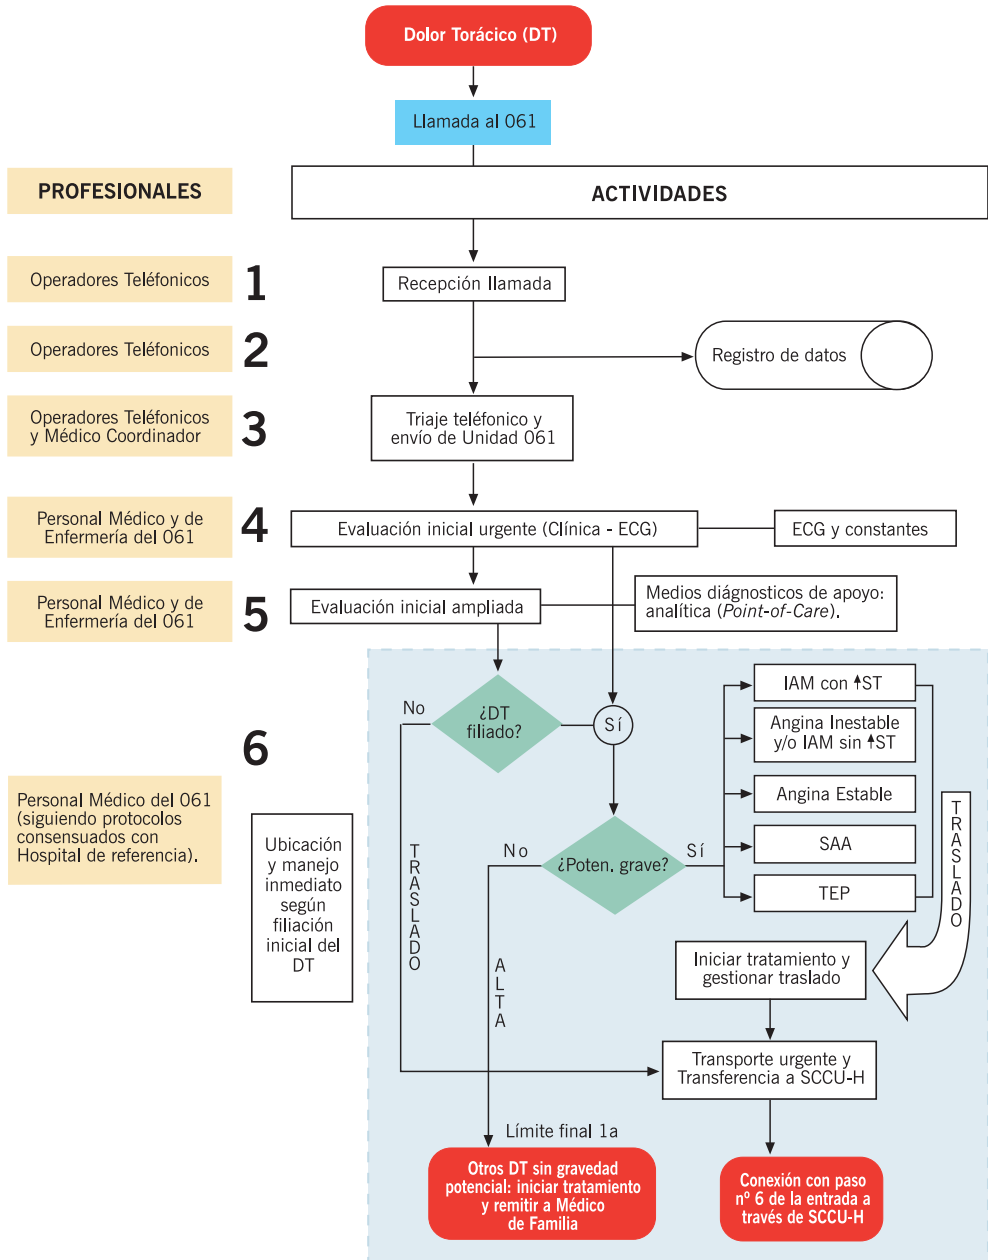 Dolor Torácico (DT)
Llamada al 061
PROFESIONALES
ACTIVIDADES
Operadores Teléfonicos
1
Recepción llamada
Operadores Teléfonicos
2
Registro de datos
Operadores Teléfonicos
y Médico Coordinador
3
Triaje teléfonico y
envío de Unidad 061
Personal Médico y de
Enfermería del 061
4
Evaluación inicial urgente (Clínica - ECG)
ECG y constantes
Personal Médico y de
Enfermería del 061
5
Evaluación inicial ampliada
Medios diágnosticos de apoyo:
analítica (Point-of-Care).
6
Personal Médico del 061
(siguiendo protocolos
consensuados con
Hospital de referencia).
Ubicación
y manejo
inmediato
según
filiación
inicial del
DT
No
¿DT
filiado?
Sí
TRASLADO
No
¿Poten. grave?
Sí
ALTA
IAM con ↑ST
Angina Inestable
y/o IAM sin ↑ST
Angina Estable
SAA
TEP
TRASLADO
Iniciar tratamiento y
gestionar traslado
Transporte urgente y
Transferencia a SCCU-H
Límite final 1a
Otros DT sin gravedad
potencial: iniciar tratamiento
y remitir a Médico
de Familia
Conexión con paso
nº 6 de la entrada a
través de SCCU-H